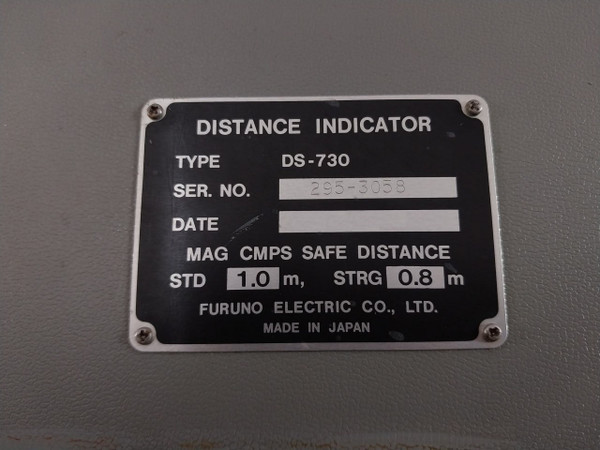 DISTANCE INDICATOR
TYPE DS-730
SER. NO. 295-3058
DATE
MAG CMPS SAFE DISTANCE
STD 1.0 m, STRG 0.8 m
FURUNO ELECTRIC CO., LTD.
MADE IN JAPAN